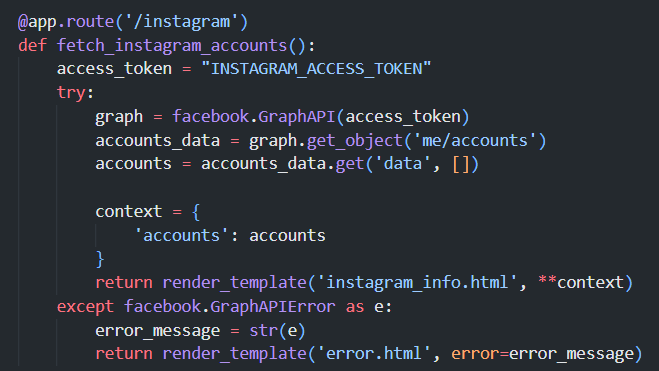 @app.route('/instagram')
def fetch_instagram_accounts():
    access_token = "INSTAGRAM_ACCESS_TOKEN"
    try:
        graph = facebook.GraphAPI(access_token)
        accounts_data = graph.get_object('me/accounts')
        accounts = accounts_data.get('data', [])

        context = {
            'accounts': accounts
        }
        return render_template('instagram_info.html', **context)
    except facebook.GraphAPIError as e:
        error_message = str(e)
        return render_template('error.html', error=error_message)